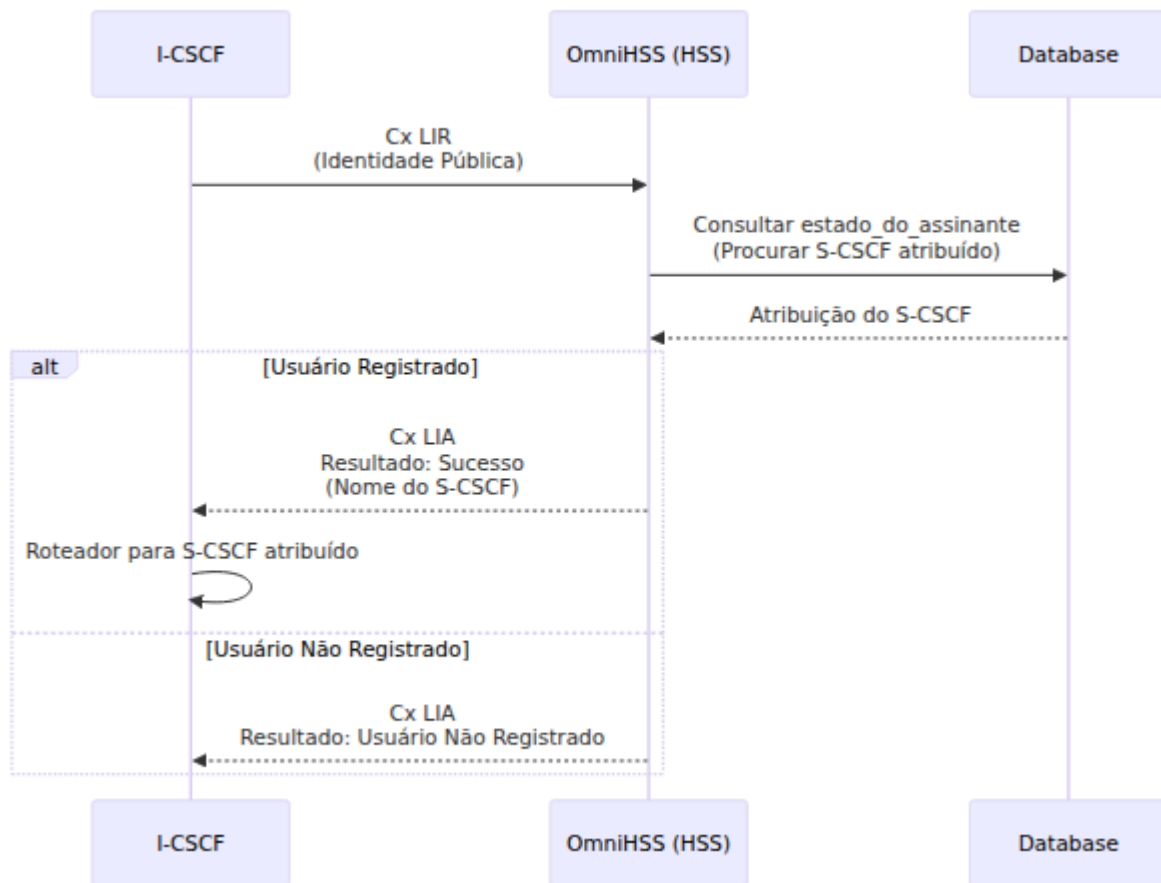 I-CSCF
OmniHSS (HSS)
Database
Cx LIR
(Identidade Pública)
Consultar estado_do_assinante
(Procurar S-CSCF atribuído)
Atribuição do S-CSCF
alt
[Usuário Registrado]
Cx LIA
Resultado: Sucesso
(Nome do S-CSCF)
Roteador para S-CSCF atribuído
[Usuário Não Registrado]
Cx LIA
Resultado: Usuário Não Registrado
I-CSCF
OmniHSS (HSS)
Database